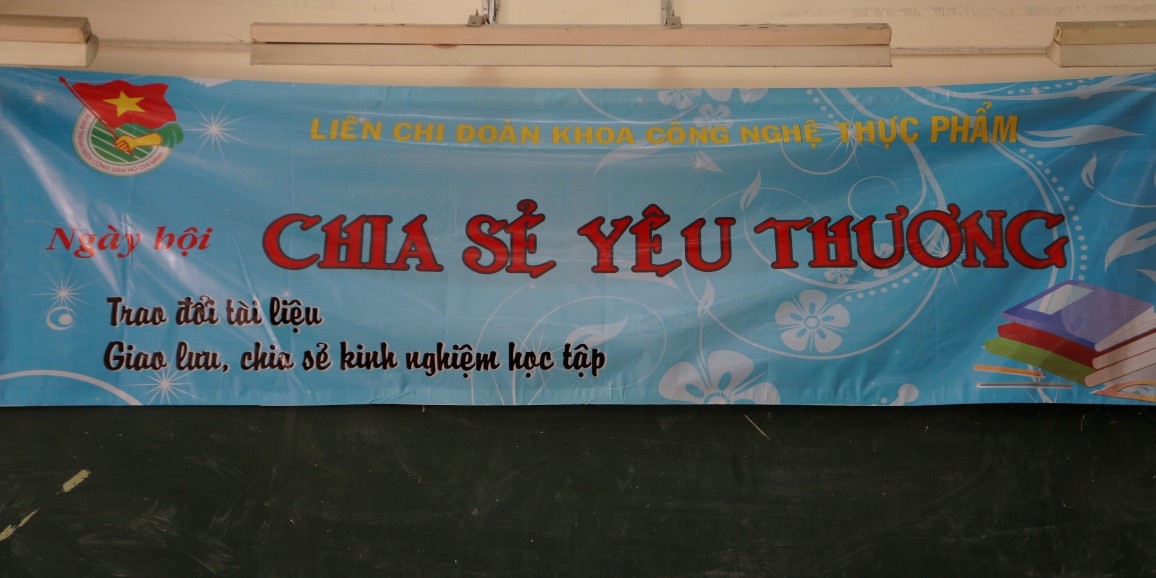 LIÊN CHI ĐOÀN KHOA CÔNG NGHỆ THỰC PHẨM
Ngày hội
CHIA SẺ YÊU THƯƠNG
Trao đổi tài liệu
Giao lưu, chia sẻ kinh nghiệm học tập